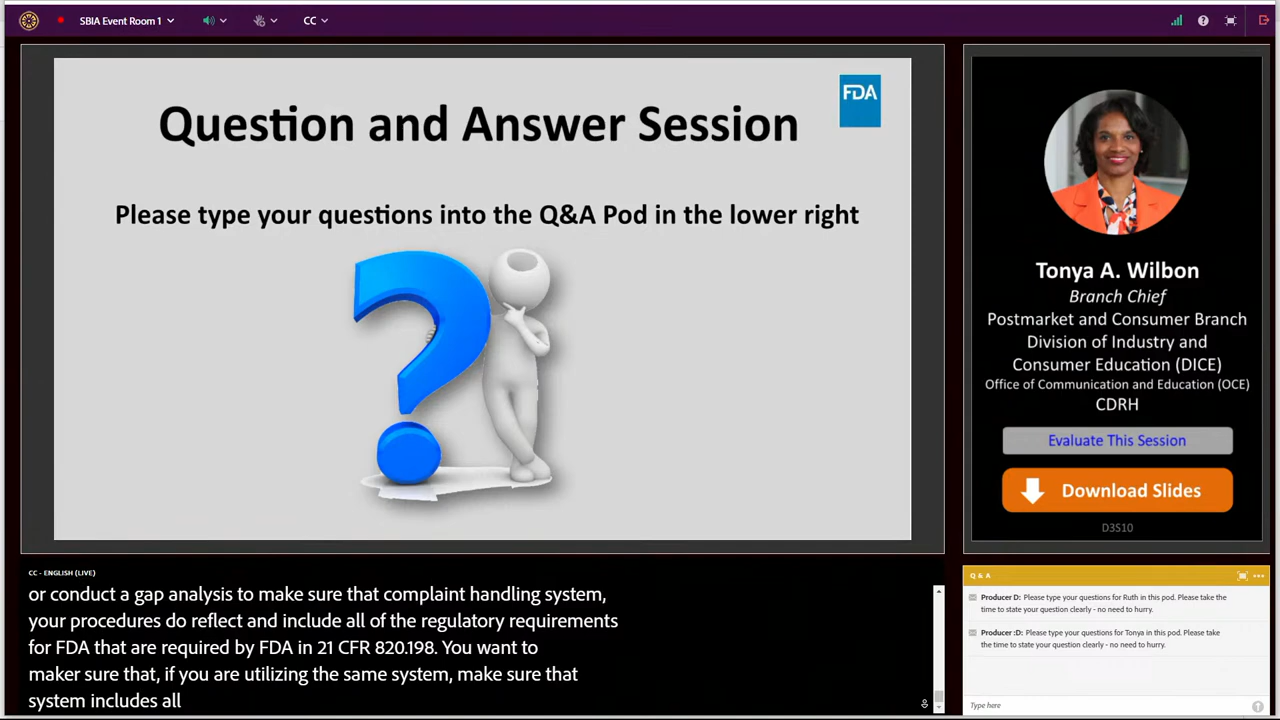 SBIA Event Room 1
CC
FDA
Question and Answer Session
Please type your questions into the Q&A Pod in the lower right
Tonya A. Wilbon
Branch Chief
Postmarket and Consumer Branch
Division of Industry and
Consumer Education (DICE)
Office of Communication and Education (OCE)
CDRH
Evaluate This Session
Download Slides
D3S10
CC - ENGLISH (LIVE)
or conduct a gap analysis to make sure that complaint handling system,
your procedures do reflect and include all of the regulatory requirements
for FDA that are required by FDA in 21 CFR 820.198. You want to
maker sure that, if you are utilizing the same system, make sure that
system includes all
Q & A
Producer D: Please type your questions for Ruth in this pod. Please take the
time to state your question clearly - no need to hurry.
Producer :D: Please type your questions for Tonya in this pod. Please take
the time to state your question clearly - no need to hurry.
Type here